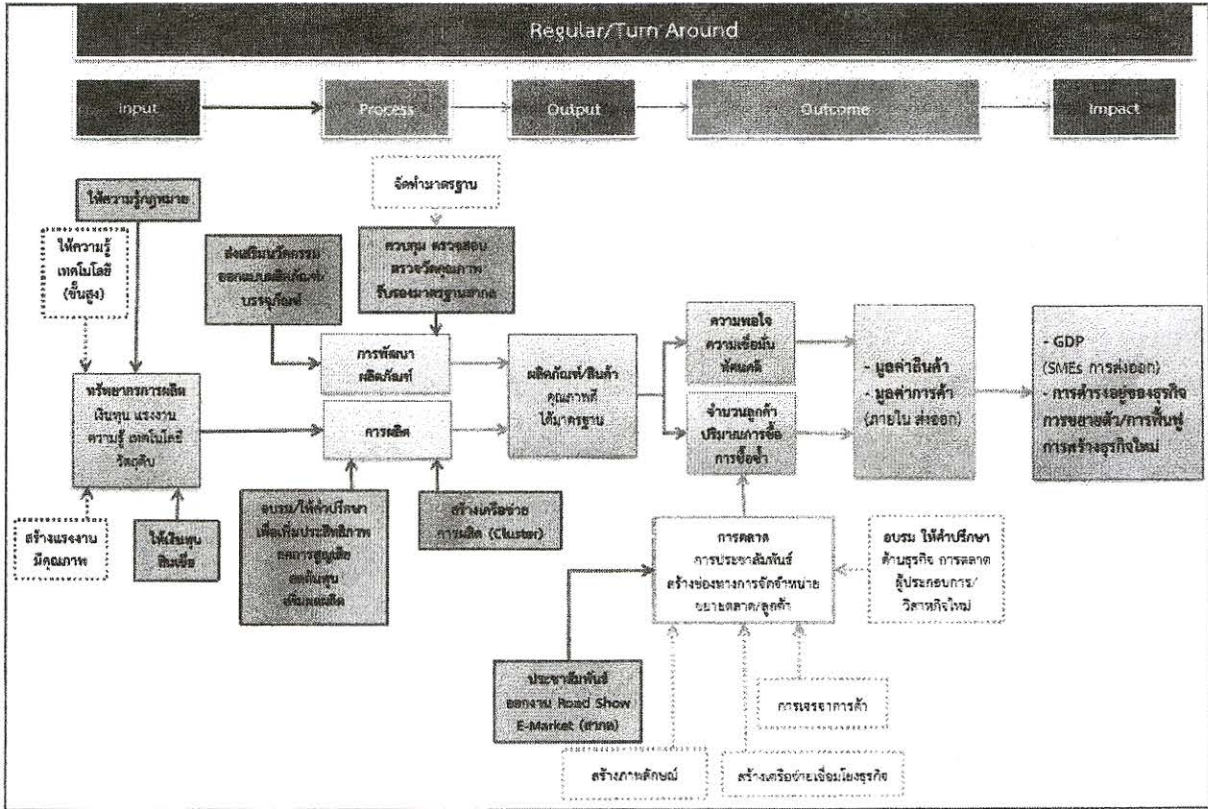 Regular/Turn Around
Input
Process
Output
Outcome
Impact
ให้ความรู้กฎหมาย
ให้ความรู้
เทคโนโลยี
(ขั้นสูง)
ส่งเสริมนวัตกรรม
ออกแบบผลิตภัณฑ์
บรรจุภัณฑ์
จัดทำมาตรฐาน
ควบคุม ตรวจสอบ
ตรวจวัดคุณภาพ
รับรองมาตรฐานสากล
ทรัพยากรการผลิต
เงินทุน แรงงาน
ความรู้ เทคโนโลยี
วัตถุดิบ
การพัฒนา
ผลิตภัณฑ์
การผลิต
ผลิตภัณฑ์/สินค้า
คุณภาพดี
ได้มาตรฐาน
ความพอใจ
ความเชื่อมั่น
ทัศนคติ
จำนวนลูกค้า
ปริมาณการซื้อ
การซื้อซ้ำ
- มูลค่าสินค้า
- มูลค่าการค้า
(ภายใน ส่งออก)
- GDP
(SMEs การส่งออก)
- การดำรงอยู่ของธุรกิจ
การขยายตัว/การฟื้นฟู
การสร้างธุรกิจใหม่
สร้างแรงงาน
มีคุณภาพ
ให้เงินทุน
สินเชื่อ
อบรม/ให้คำปรึกษา
เพื่อเพิ่มประสิทธิภาพ
ลดการสูญเสีย
ลดต้นทุน
เพิ่มผลผลิต
สร้างเครือข่าย
การผลิต (Cluster)
การตลาด
การประชาสัมพันธ์
สร้างช่องทางการจัดจำหน่าย
ขยายตลาด/ลูกค้า
อบรม ให้คำปรึกษา
ด้านธุรกิจ การตลาด
ผู้ประกอบการ/
วิสาหกิจใหม่
ประชาสัมพันธ์
ออกงาน Road Show
E-Market (สากล)
การเจรจาการค้า
สร้างภาพลักษณ์
สร้างเครือข่ายเชื่อมโยงธุรกิจ